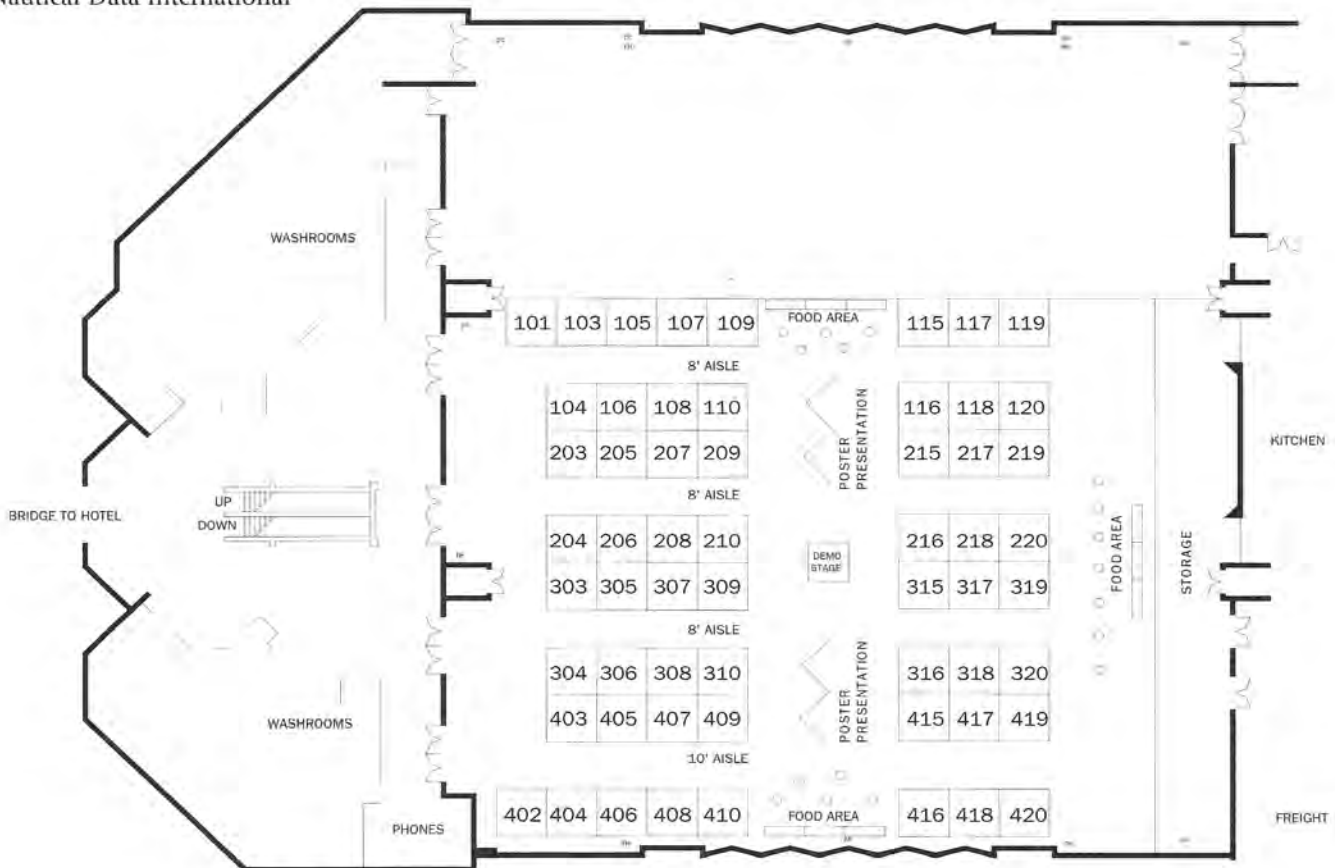 Nautical Data International
WASHROOMS
101 103 105 107 109
FOOD AREA
115 117 119
8' AISLE
104 106 108 110
203 205 207 209
POSTER
PRESENTATION
116 118 120
215 217 219
KITCHEN
8' AISLE
BRIDGE TO HOTEL
UP
DOWN
204 206 208 210
303 305 307 309
DEMO
STAGE
216 218 220
315 317 319
FOOD AREA
STORAGE
8' AISLE
304 306 308 310
403 405 407 409
POSTER
PRESENTATION
316 318 320
415 417 419
WASHROOMS
10' AISLE
402 404 406 408 410
FOOD AREA
416 418 420
PHONES
FREIGHT